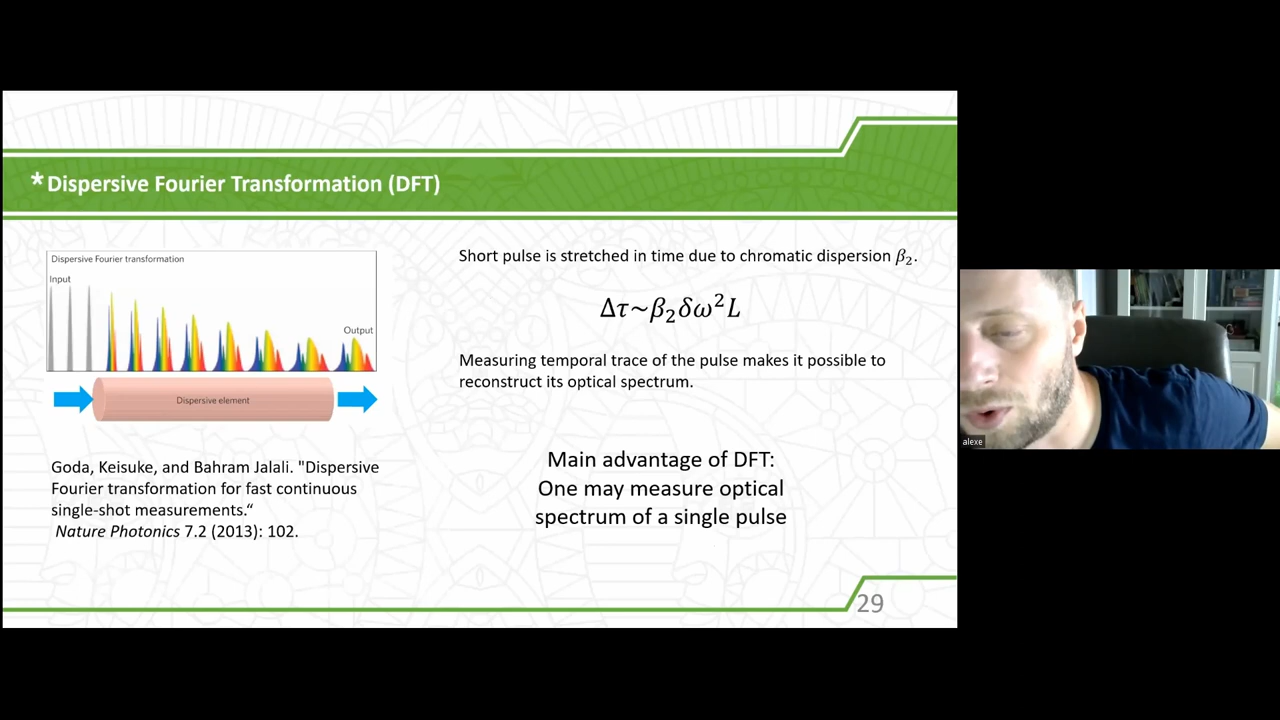 * Dispersive Fourier Transformation (DFT)
Dispersive Fourier transformation
Input
Output
Dispersive element
Goda, Keisuke, and Bahram Jalali. "Dispersive
Fourier transformation for fast continuous
single-shot measurements.“
Nature Photonics 7.2 (2013): 102.
Short pulse is stretched in time due to chromatic dispersion β₂.
Δτ~β₂δω²L
Measuring temporal trace of the pulse makes it possible to
reconstruct its optical spectrum.
Main advantage of DFT:
One may measure optical
spectrum of a single pulse
29
alexe